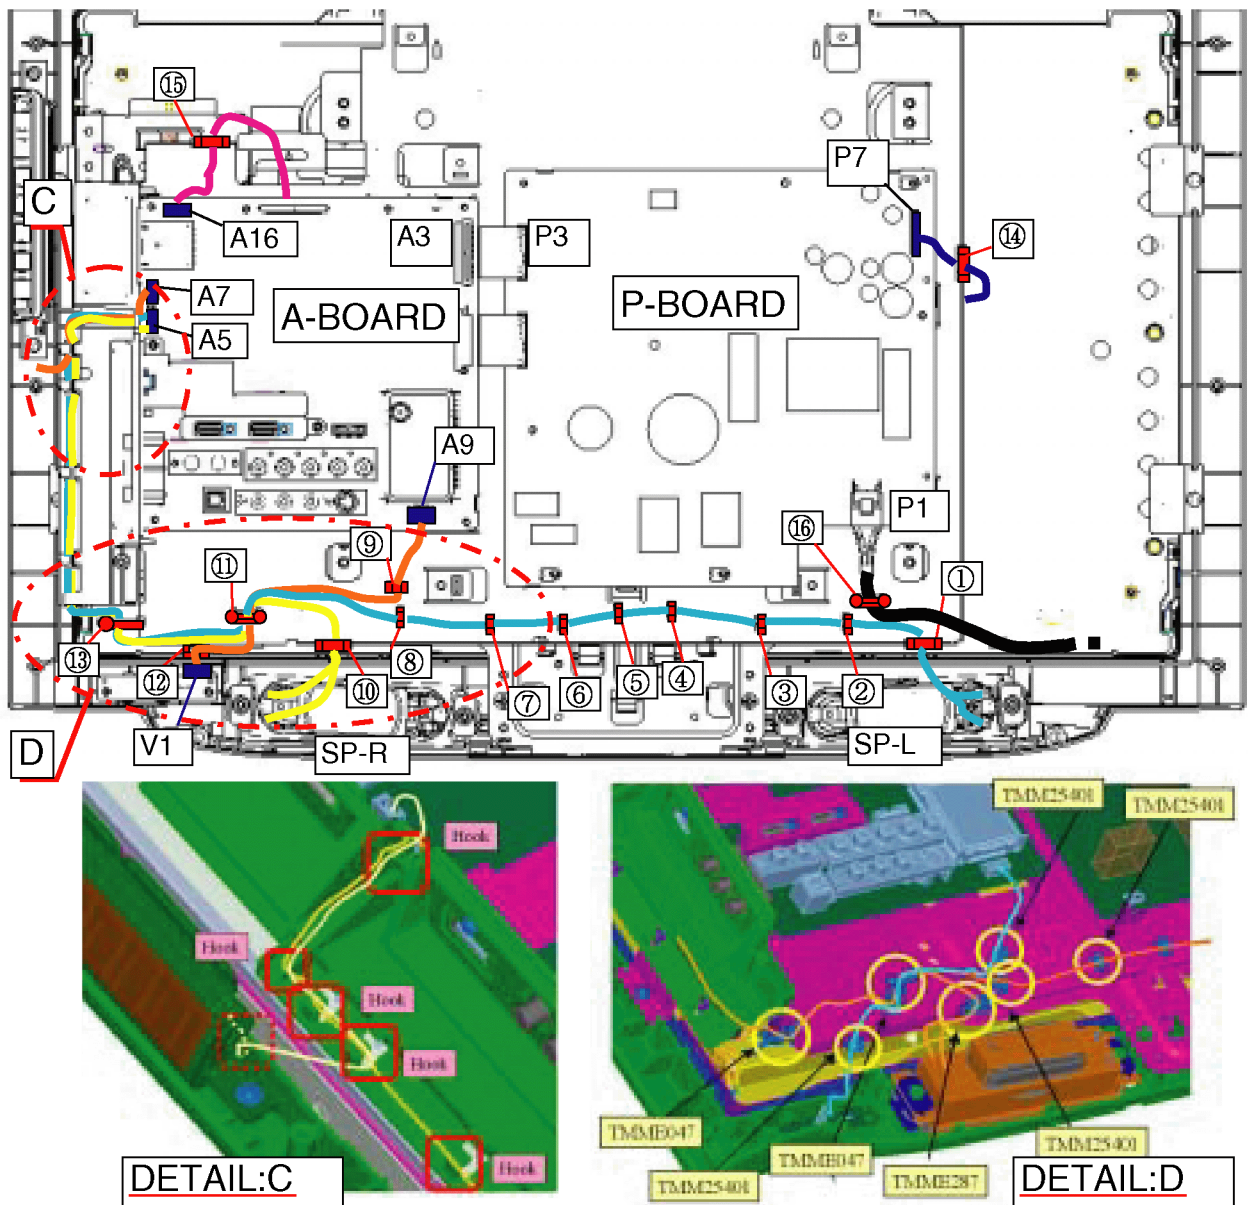 ⑮
P7
C
A16
A3
P3
⑭
A7
A-BOARD
P-BOARD
A5
A9
P1
⑯
⑨
⑪
①
⑬
⑫
⑩
⑧
⑦
⑥
⑤
④
③
②
D
V1
SP-R
SP-L
TMM25401
TMM25401
Hook
Hook
Hook
Hook
Hook
TMME047
TMM25401
TMME047
TMME287
TMM25401
DETAIL:C
DETAIL:D